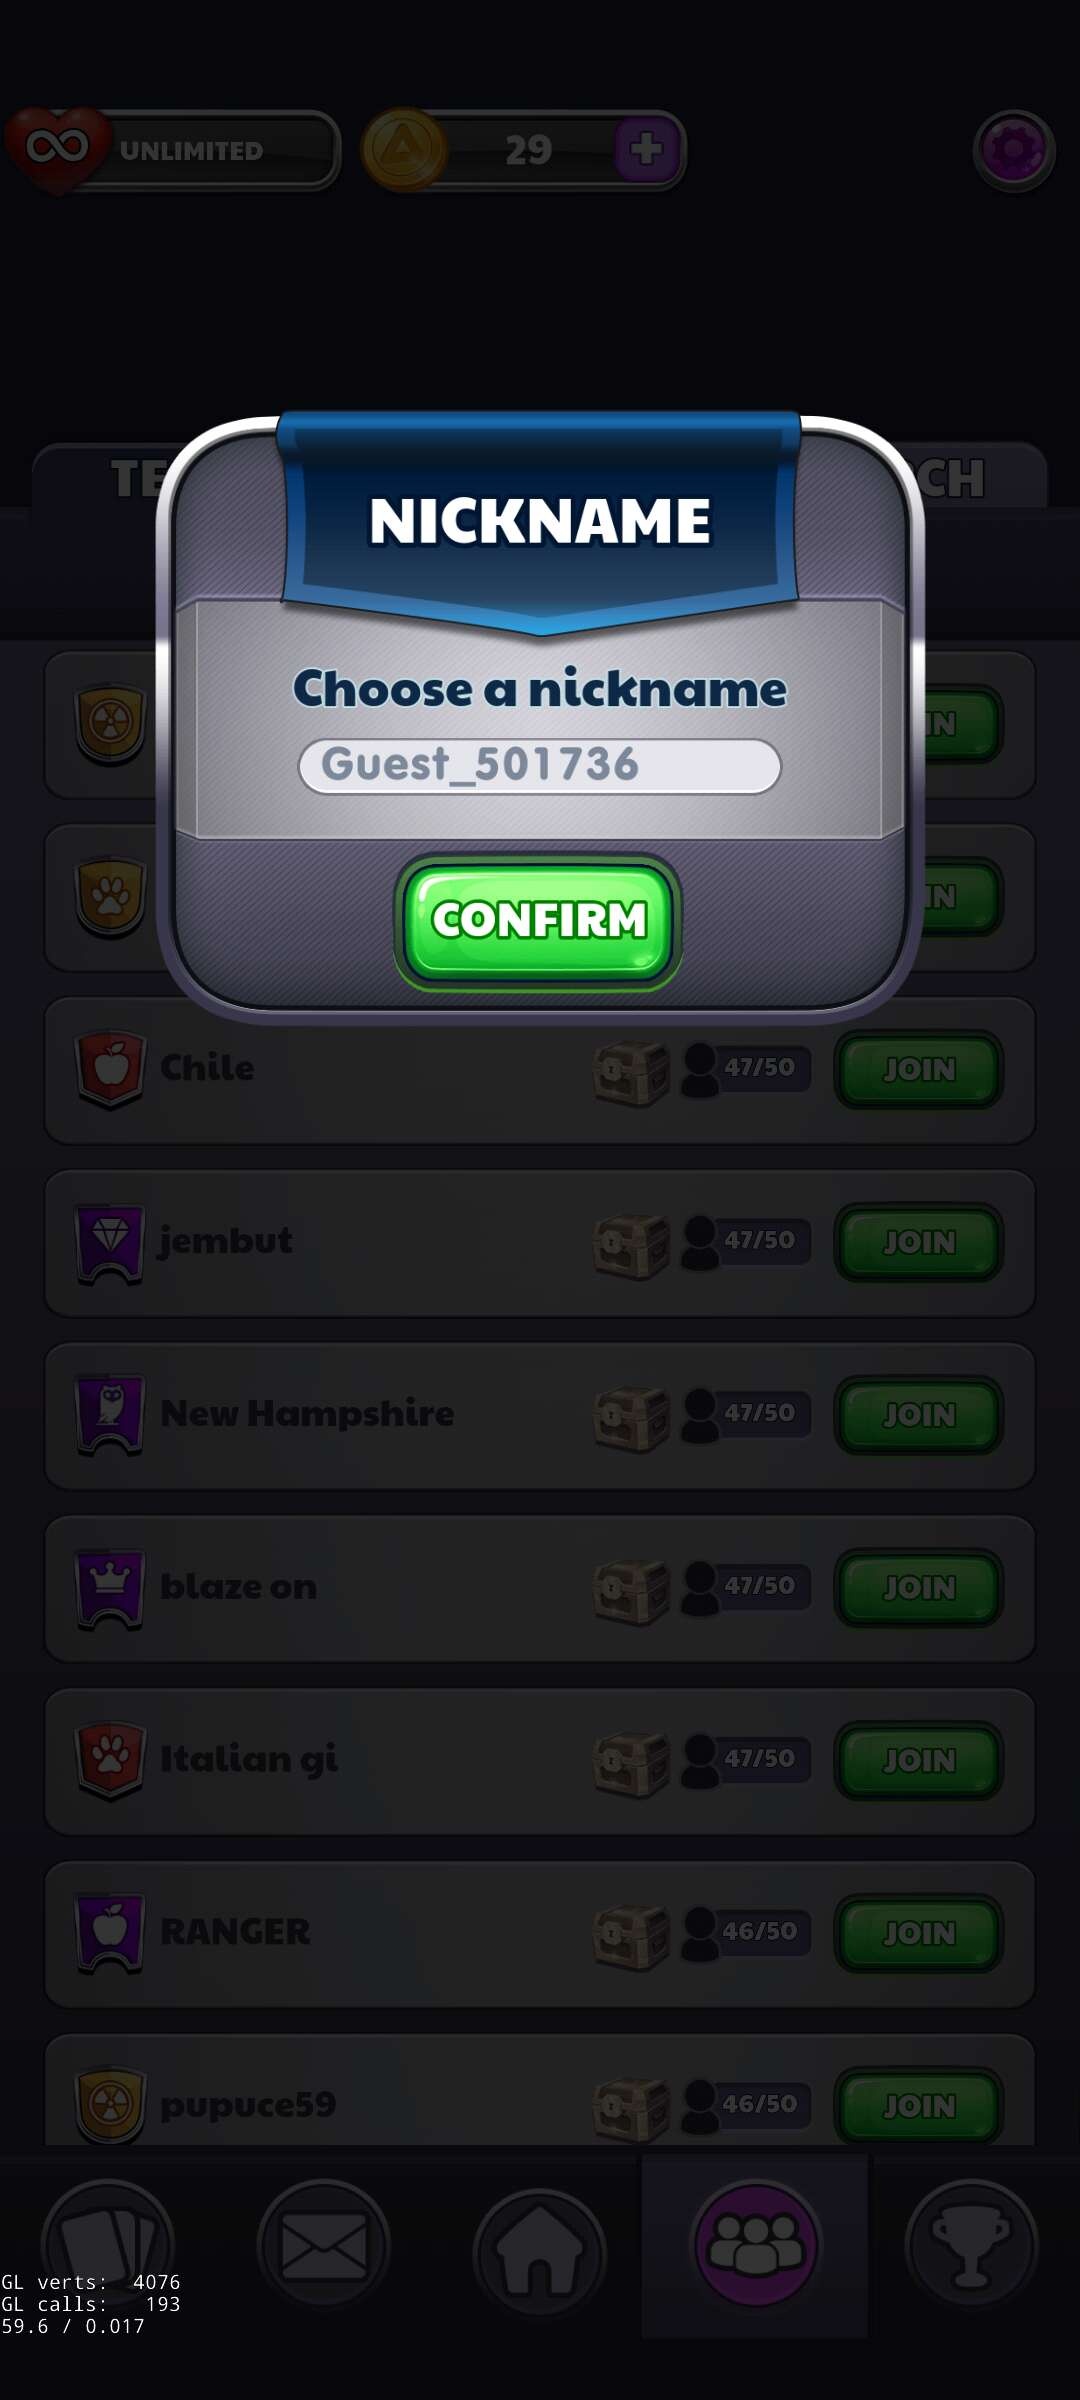 UNLIMITED
29
NICKNAME
Choose a nickname
Guest_501736
CONFIRM
Chile 47/50 JOIN
jembut 47/50 JOIN
New Hampshire 47/50 JOIN
blaze on 47/50 JOIN
Italian gi 47/50 JOIN
RANGER 46/50 JOIN
pupuce59 46/50 JOIN
GL verts: 4076
GL calls: 193
59.6 / 0.017